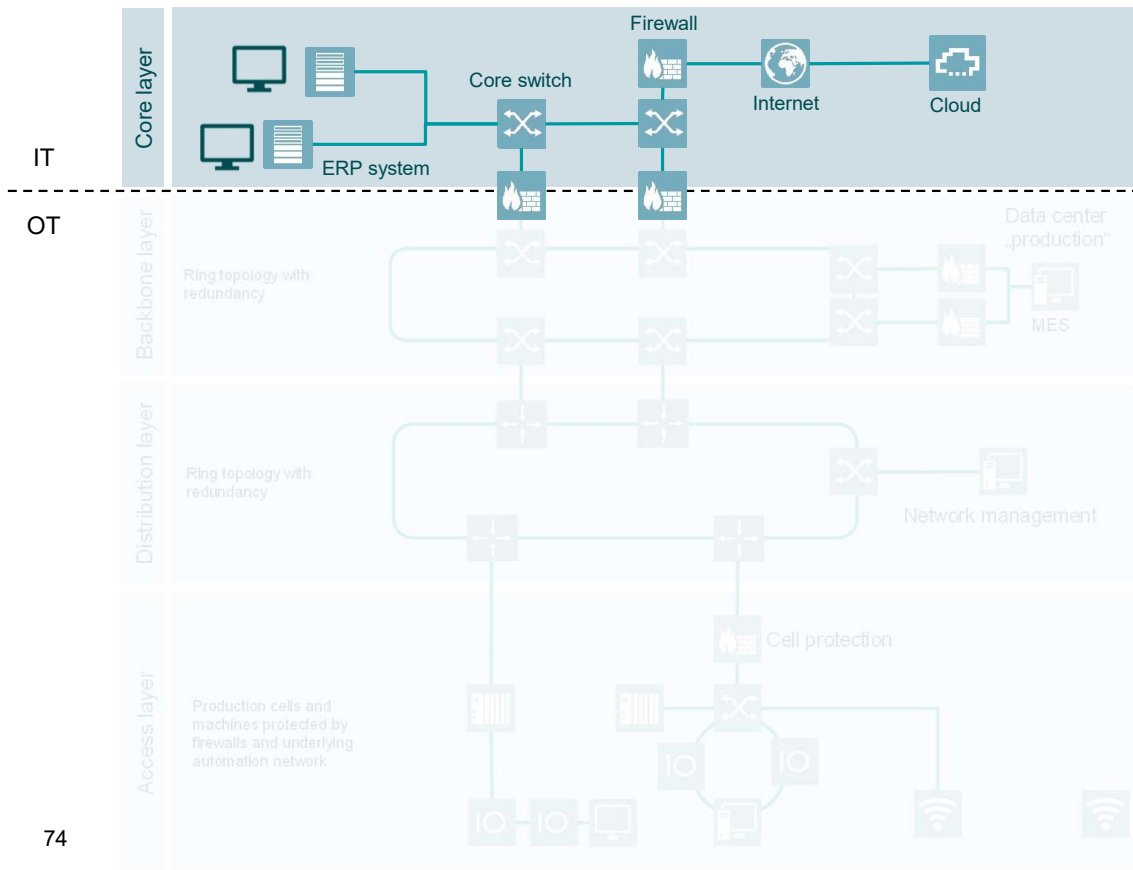 Firewall
Core layer
Core switch
Internet
Cloud
ERP system
IT
OT
Data center
„production“
Backbone layer
Ring topology with
redundancy
MES
Distribution layer
Ring topology with
redundancy
Network management
Cell protection
Access layer
Production cells and
machines protected by
firewalls and underlying
automation network
IO
IO
IO
IO
74